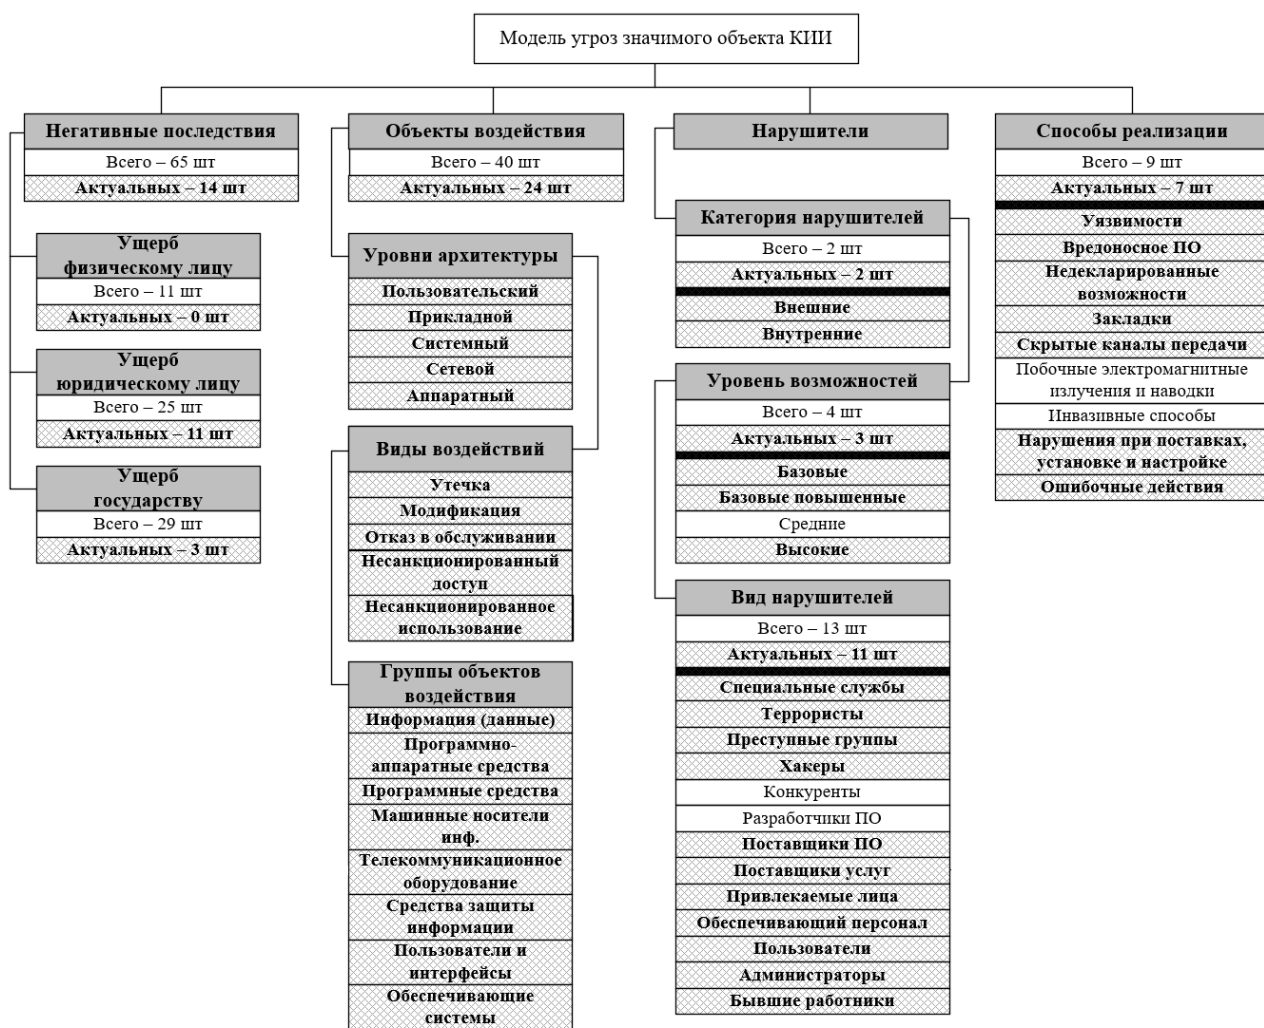 Модель угроз значимого объекта КИИ
Негативные последствия
Всего – 65 шт
Актуальных – 14 шт
Ущерб
физическому лицу
Всего – 11 шт
Актуальных – 0 шт
Ущерб
юридическому лицу
Всего – 25 шт
Актуальных – 11 шт
Ущерб
государству
Всего – 29 шт
Актуальных – 3 шт
Объекты воздействия
Всего – 40 шт
Актуальных – 24 шт
Уровни архитектуры
Пользовательский
Прикладной
Системный
Сетевой
Аппаратный
Виды воздействий
Утечка
Модификация
Отказ в обслуживании
Несанкционированный
доступ
Несанкционированное
использование
Группы объектов
воздействия
Информация (данные)
Программно-
аппаратные средства
Программные средства
Машинные носители
инф.
Телекоммуникационное
оборудование
Средства защиты
информации
Пользователи и
интерфейсы
Обеспечивающие
системы
Нарушители
Категория нарушителей
Всего – 2 шт
Актуальных – 2 шт
Внешние
Внутренние
Уровень возможностей
Всего – 4 шт
Актуальных – 3 шт
Базовые
Базовые повышенные
Средние
Высокие
Вид нарушителей
Всего – 13 шт
Актуальных – 11 шт
Специальные службы
Террористы
Преступные группы
Хакеры
Конкуренты
Разработчики ПО
Поставщики ПО
Поставщики услуг
Привлекаемые лица
Обеспечивающий персонал
Пользователи
Администраторы
Бывшие работники
Способы реализации
Всего – 9 шт
Актуальных – 7 шт
Уязвимости
Вредоносное ПО
Недекларированные
возможности
Закладки
Скрытые каналы передачи
Побочные электромагнитные
излучения и наводки
Инвазивные способы
Нарушения при поставках,
установке и настройке
Ошибочные действия